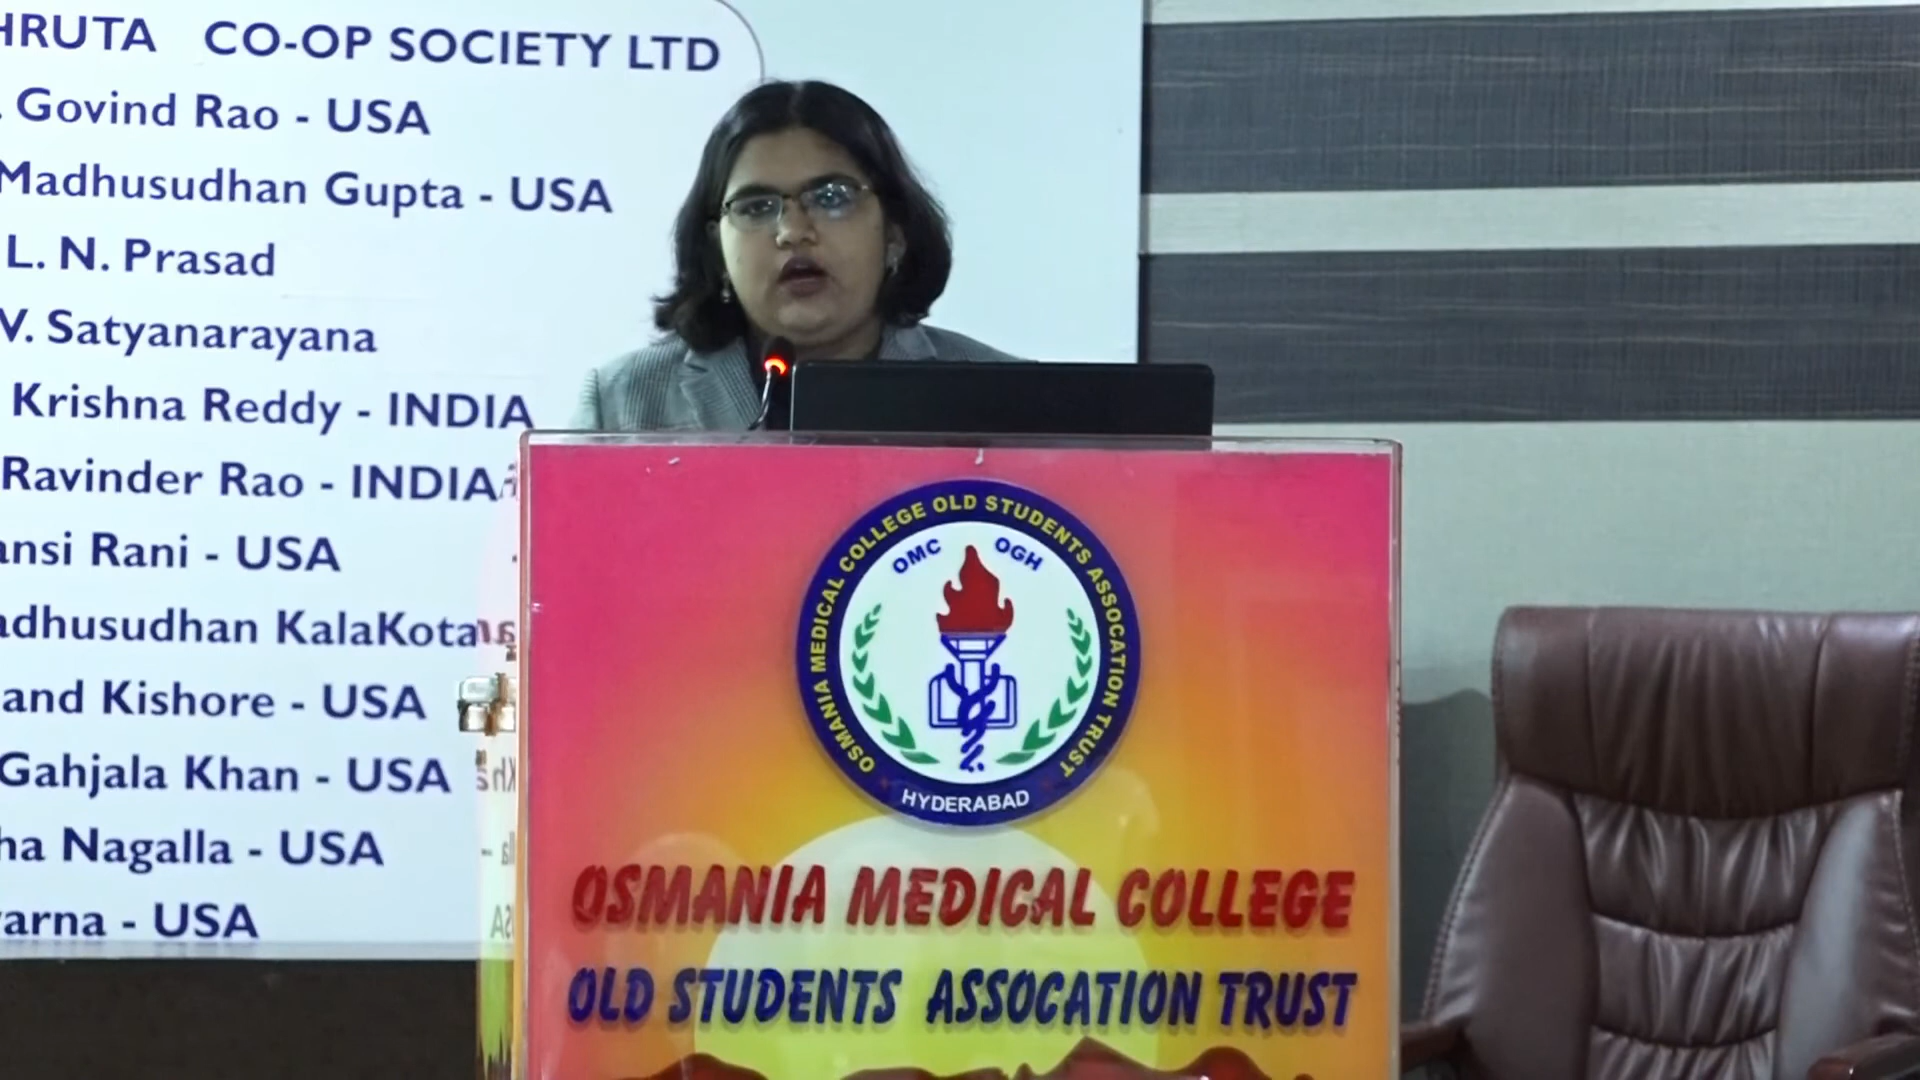 HRUTA CO-OP SOCIETY LTD
. Govind Rao - USA
Madhusudhan Gupta - USA
L. N. Prasad
V. Satyanarayana
Krishna Reddy - INDIA
Ravinder Rao - INDIA
ansi Rani - USA
adhusudhan KalaKota
and Kishore - USA
Gahjala Khan - USA
ha Nagalla - USA
arna - USA
OSMANIA MEDICAL COLLEGE OLD STUDENTS ASSOCATION TRUST
OMC OGH
HYDERABAD
OSMANIA MEDICAL COLLEGE
OLD STUDENTS ASSOCATION TRUST